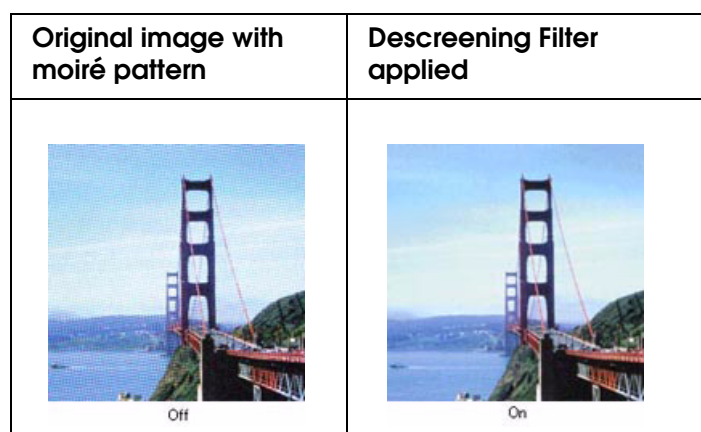 Original image with
moiré pattern
Descreening Filter
applied
Off
On